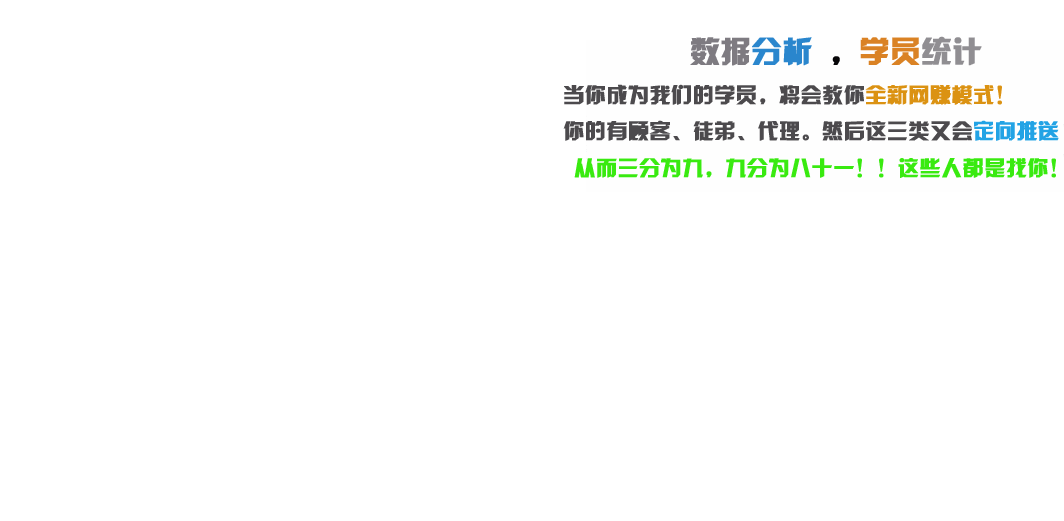 数据分析 ，学员统计
当你成为我们的学员，将会教你全新网赚模式！
你的有顾客、徒弟、代理。然后这三类又会定向推送
从而三分为九，九分为八十一！！这些人都是找你！